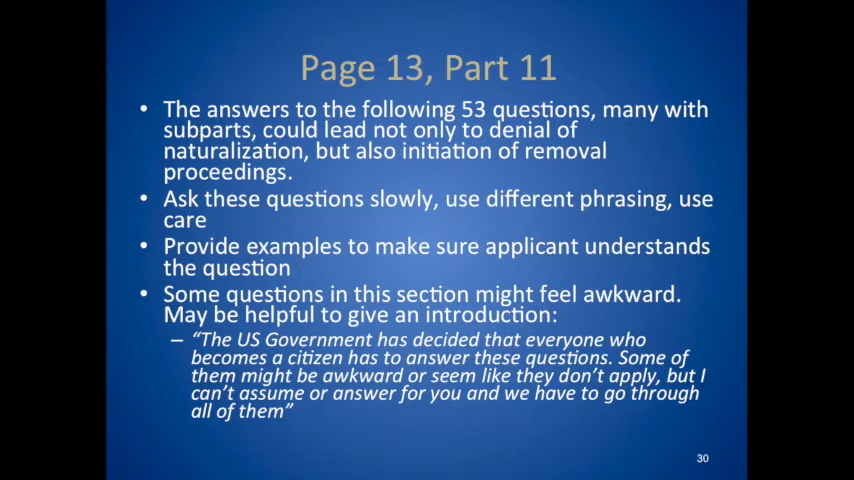 Page 13, Part 11
• The answers to the following 53 questions, many with
subparts, could lead not only to denial of
naturalization, but also initiation of removal
proceedings.
• Ask these questions slowly, use different phrasing, use
care
• Provide examples to make sure applicant understands
the question
• Some questions in this section might feel awkward.
May be helpful to give an introduction:
– “The US Government has decided that everyone who
becomes a citizen has to answer these questions. Some of
them might be awkward or seem like they don’t apply, but I
can’t assume or answer for you and we have to go through
all of them”
30